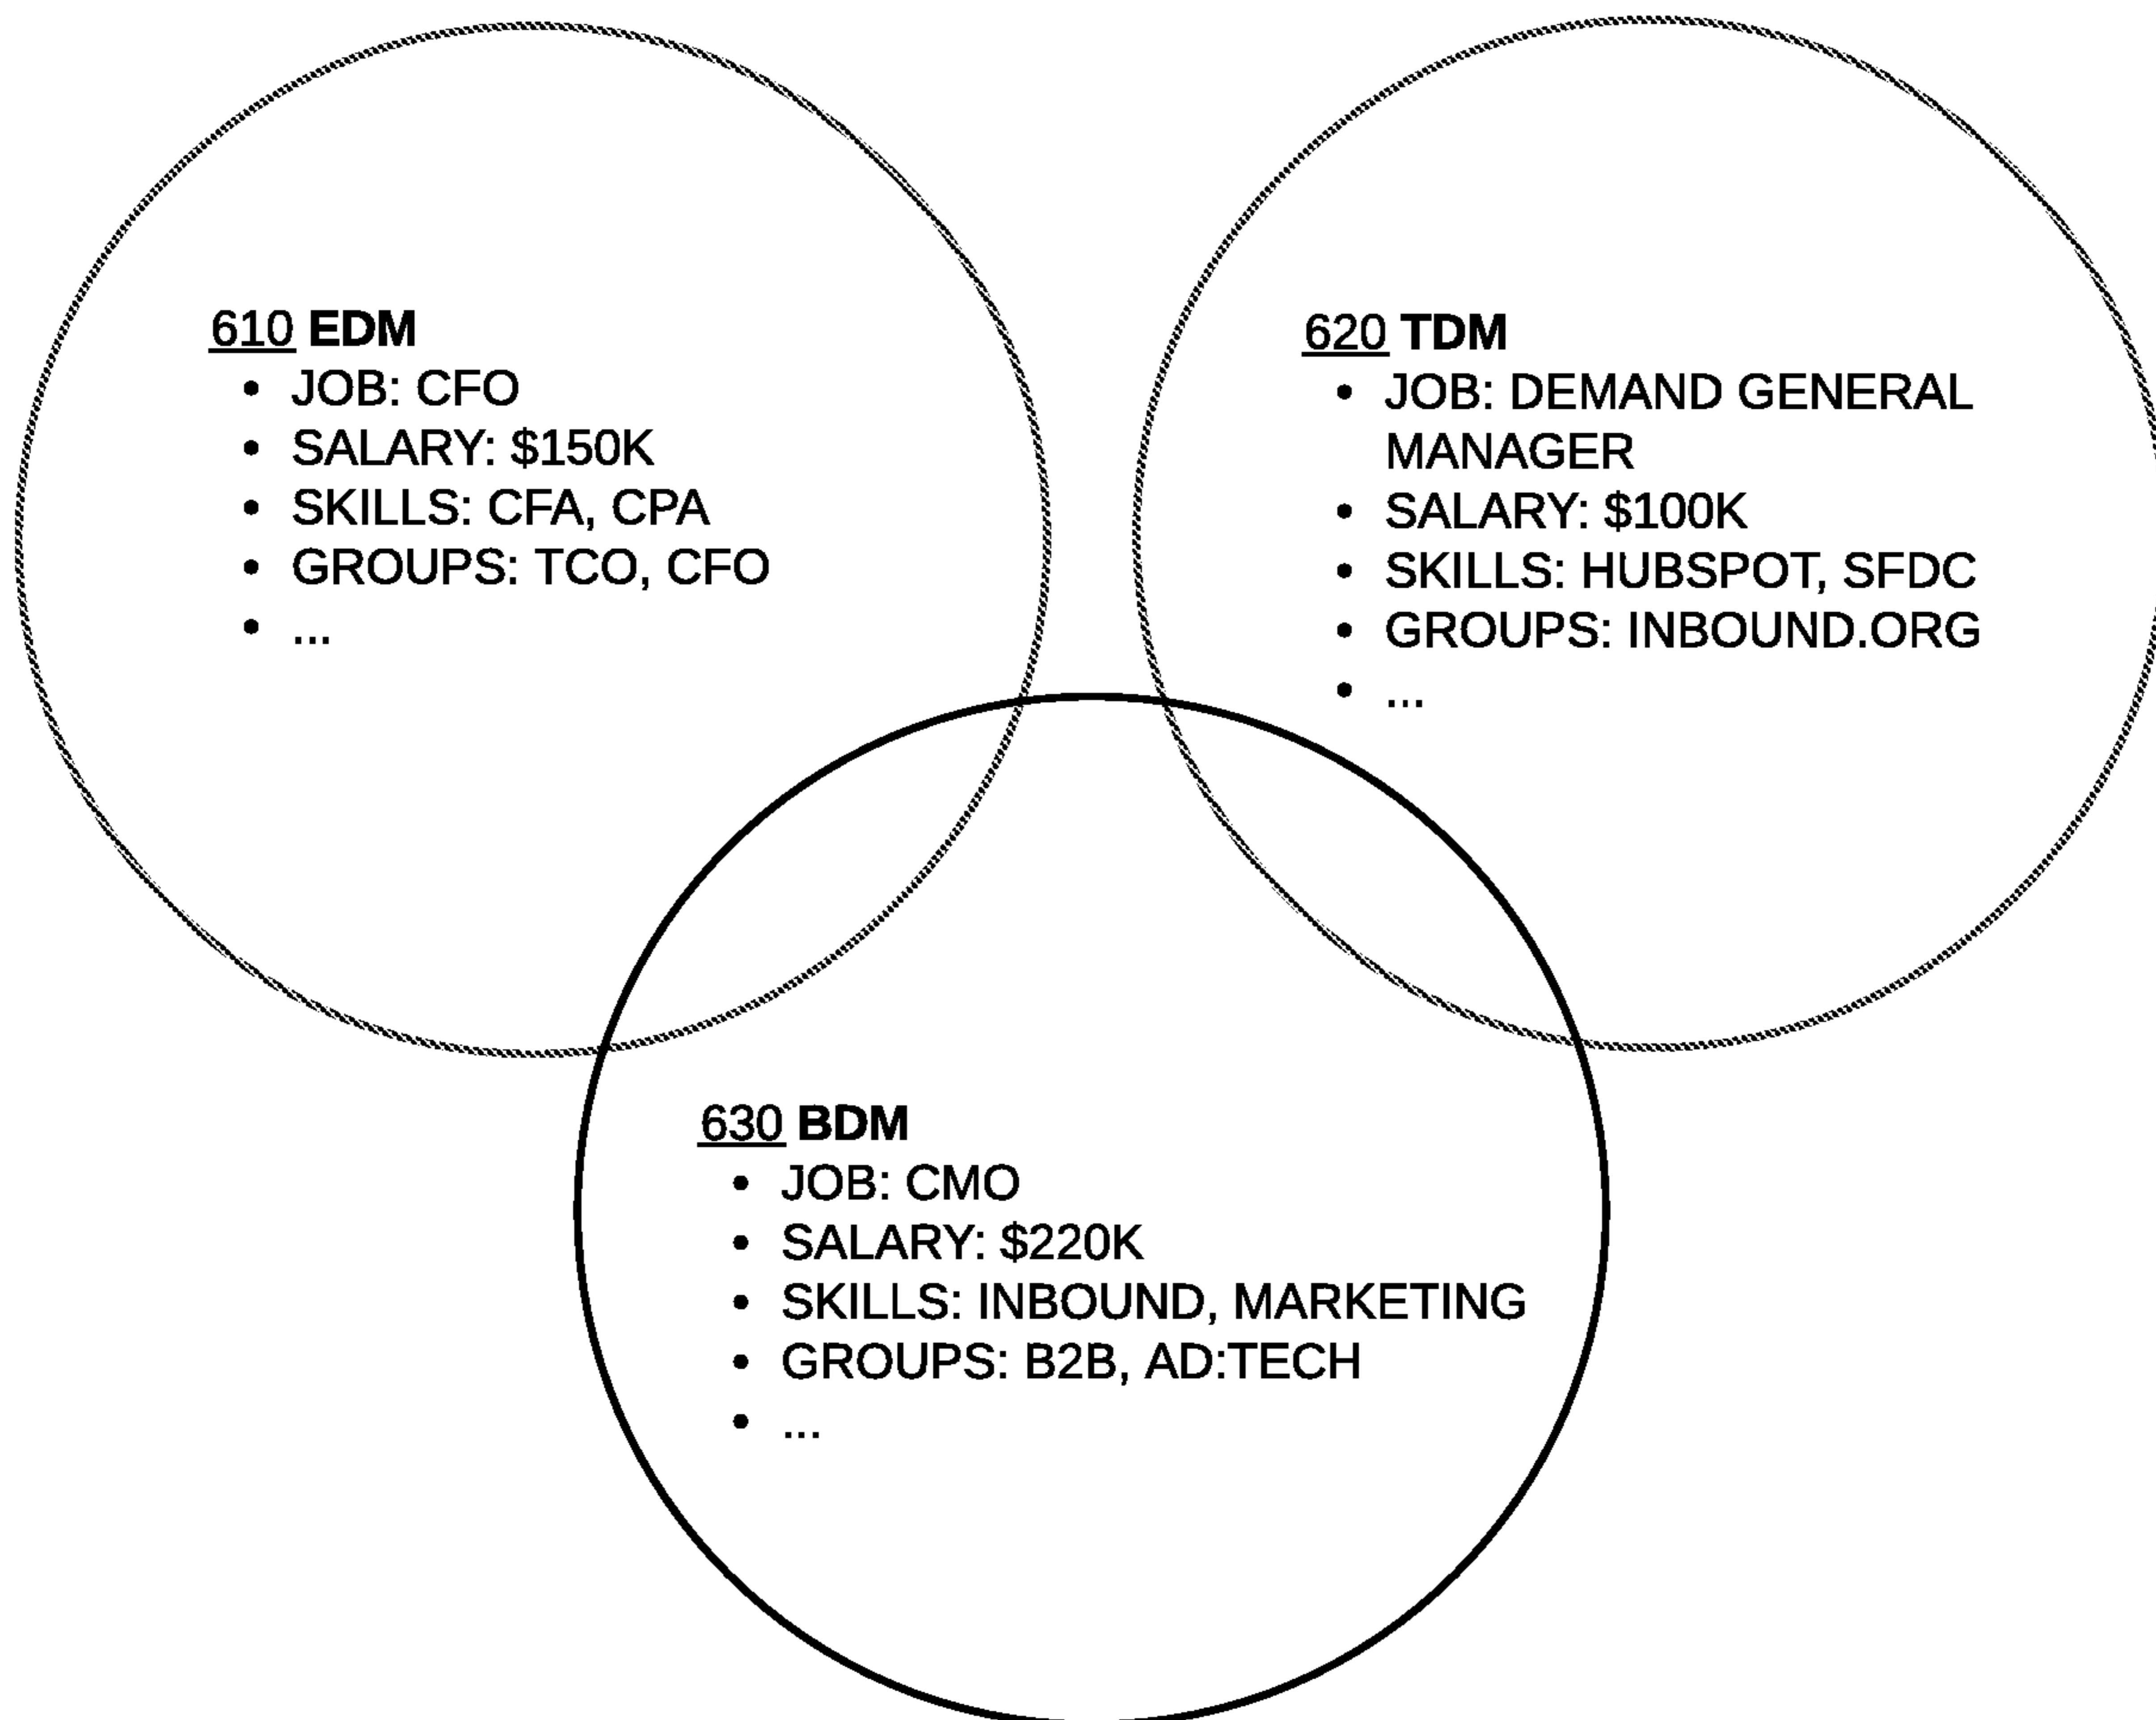 610 EDM
• JOB: CFO
• SALARY: $150K
• SKILLS: CFA, CPA
• GROUPS: TCO, CFO
• ...
620 TDM
• JOB: DEMAND GENERAL
MANAGER
• SALARY: $100K
• SKILLS: HUBSPOT, SFDC
• GROUPS: INBOUND.ORG
• ...
630 BDM
• JOB: CMO
• SALARY: $220K
• SKILLS: INBOUND, MARKETING
• GROUPS: B2B, AD:TECH
• ...